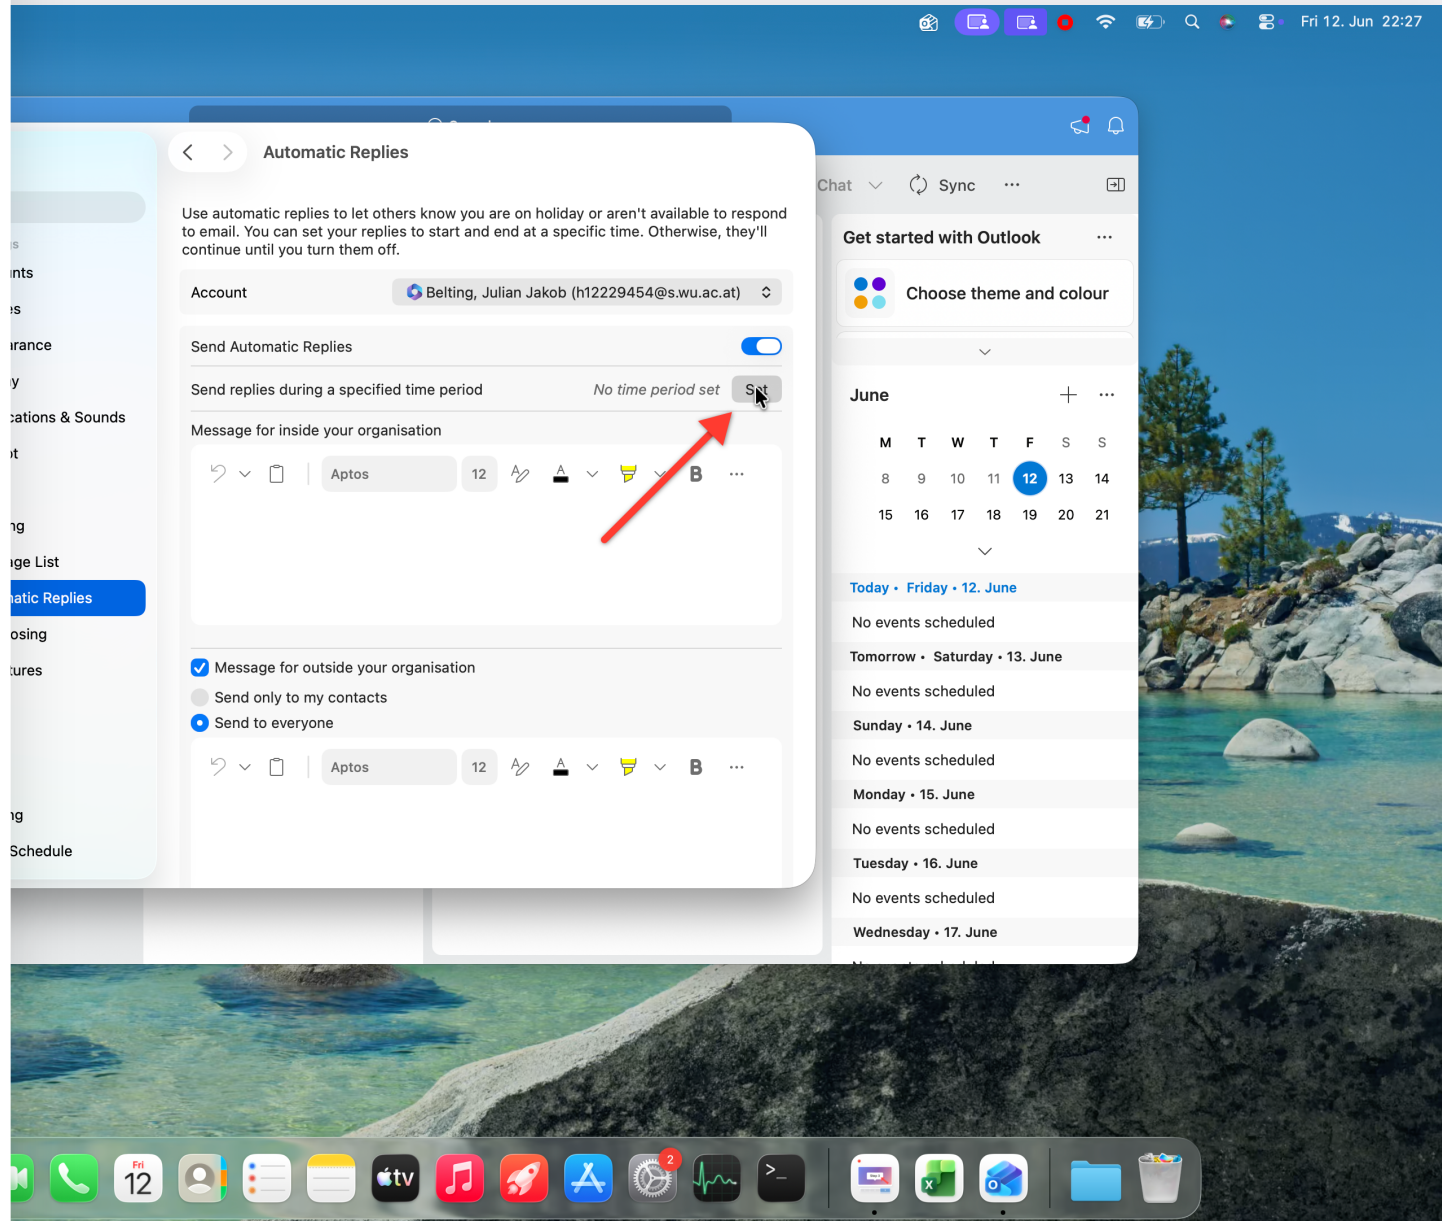 Fri 12. Jun 22:27
Automatic Replies
Use automatic replies to let others know you are on holiday or aren't available to respond
to email. You can set your replies to start and end at a specific time. Otherwise, they'll
continue until you turn them off.
Account
Belting, Julian Jakob (h12229454@s.wu.ac.at)
Send Automatic Replies
Send replies during a specified time period
No time period set
Set
Message for inside your organisation
Aptos
12
A
B
Message for outside your organisation
Send only to my contacts
Send to everyone
Aptos
12
A
B
s
nts
es
rance
y
cations & Sounds
ot
ng
ge List
atic Replies
osing
tures
ng
Schedule
Chat
Sync
Get started with Outlook
Choose theme and colour
June
M T W T F S S
8 9 10 11 12 13 14
15 16 17 18 19 20 21
Today • Friday • 12. June
No events scheduled
Tomorrow • Saturday • 13. June
No events scheduled
Sunday • 14. June
No events scheduled
Monday • 15. June
No events scheduled
Tuesday • 16. June
No events scheduled
Wednesday • 17. June
Fri
12
tv
2
>_
X